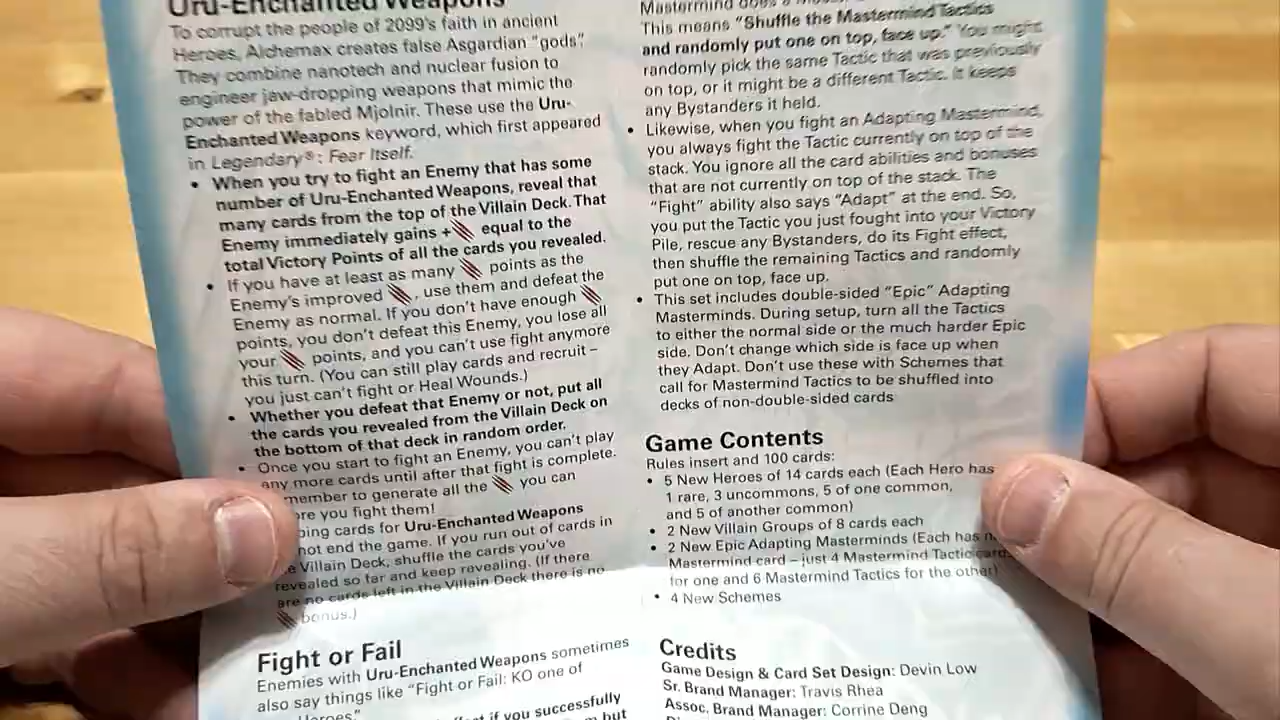 Uru-Enchanted Weapons
To corrupt the people of 2099's faith in ancient
Heroes, Alchemax creates false Asgardian "gods".
They combine nanotech and nuclear fusion to
engineer jaw-dropping weapons that mimic the
power of the fabled Mjolnir. These use the Uru-
Enchanted Weapons keyword, which first appeared
in Legendary®: Fear Itself.
• When you try to fight an Enemy that has some
number of Uru-Enchanted Weapons, reveal that
many cards from the top of the Villain Deck. That
Enemy immediately gains + equal to the
total Victory Points of all the cards you revealed.
• If you have at least as many points as the
Enemy's improved , use them and defeat the
Enemy as normal. If you don't have enough
points, you don't defeat this Enemy, you lose all
your points, and you can't use fight anymore
this turn. (You can still play cards and recruit –
you just can't fight or Heal Wounds.)
• Whether you defeat that Enemy or not, put all
the cards you revealed from the Villain Deck on
the bottom of that deck in random order.
• Once you start to fight an Enemy, you can't play
any more cards until after that fight is complete.
member to generate all the you can
re you fight them!
ing cards for Uru-Enchanted Weapons
not end the game. If you run out of cards in
e Villain Deck, shuffle the cards you've
revealed so far and keep revealing. (If there
are no cards left in the Villain Deck there is no
bonus.)
Fight or Fail
Enemies with Uru-Enchanted Weapons sometimes
also say things like "Fight or Fail: KO one of
Heroes."
if you successfully
but
Mastermind
This means "Shuffle the Mastermind Tactics
and randomly put one on top, face up." You might
randomly pick the same Tactic that was previously
on top, or it might be a different Tactic. It keeps
any Bystanders it held.
• Likewise, when you fight an Adapting Mastermind,
you always fight the Tactic currently on top of the
stack. You ignore all the card abilities and bonuses
that are not currently on top of the stack. The
"Fight" ability also says "Adapt" at the end. So,
you put the Tactic you just fought into your Victory
Pile, rescue any Bystanders, do its Fight effect,
then shuffle the remaining Tactics and randomly
put one on top, face up.
• This set includes double-sided "Epic" Adapting
Masterminds. During setup, turn all the Tactics
to either the normal side or the much harder Epic
side. Don't change which side is face up when
they Adapt. Don't use these with Schemes that
call for Mastermind Tactics to be shuffled into
decks of non-double-sided cards
Game Contents
Rules insert and 100 cards:
• 5 New Heroes of 14 cards each (Each Hero has
1 rare, 3 uncommons, 5 of one common,
and 5 of another common)
• 2 New Villain Groups of 8 cards each
• 2 New Epic Adapting Masterminds (Each has n
Mastermind card – just 4 Mastermind Tactic cards
for one and 6 Mastermind Tactics for the other)
• 4 New Schemes
Credits
Game Design & Card Set Design: Devin Low
Sr. Brand Manager: Travis Rhea
Assoc. Brand Manager: Corrine Deng